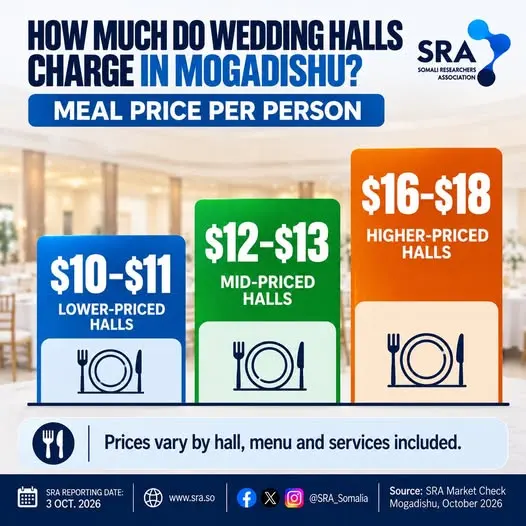 HOW MUCH DO WEDDING HALLS
CHARGE IN MOGADISHU?
MEAL PRICE PER PERSON
SRA
SOMALI RESEARCHERS
ASSOCIATION
$10–$11
LOWER-PRICED
HALLS
$12–$13
MID-PRICED
HALLS
$16–$18
HIGHER-PRICED
HALLS
Prices vary by hall, menu and services included.
SRA REPORTING DATE:
3 OCT. 2026
www.sra.so
@SRA_Somalia
Source: SRA Market Check
Mogadishu, October 2026